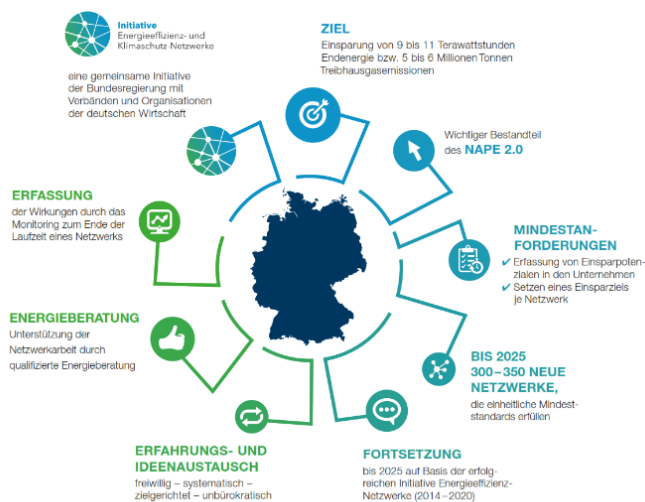 Initiative
Energieeffizienz- und
Klimaschutz-Netzwerke
eine gemeinsame Initiative
der Bundesregierung mit
Verbänden und Organisationen
der deutschen Wirtschaft
ZIEL
Einsparung von 9 bis 11 Terawattstunden
Endenergie bzw. 5 bis 6 Millionen Tonnen
Treibhausgasemissionen
Wichtiger Bestandteil
des NAPE 2.0
MINDESTAN-
FORDERUNGEN
✓ Erfassung von Einsparpoten-
zialen in den Unternehmen
✓ Setzen eines Einsparziels
je Netzwerk
BIS 2025
300–350 NEUE
NETZWERKE,
die einheitliche Mindest-
standards erfüllen
FORTSETZUNG
bis 2025 auf Basis der erfolg-
reichen Initiative Energieeffizienz-
Netzwerke (2014–2020)
ERFAHRUNGS- UND
IDEENAUSTAUSCH
freiwillig – systematisch –
zielgerichtet – unbürokratisch
ENERGIEBERATUNG
Unterstützung der
Netzwerkarbeit durch
qualifizierte Energieberatung
ERFASSUNG
der Wirkungen durch das
Monitoring zum Ende der
Laufzeit eines Netzwerks